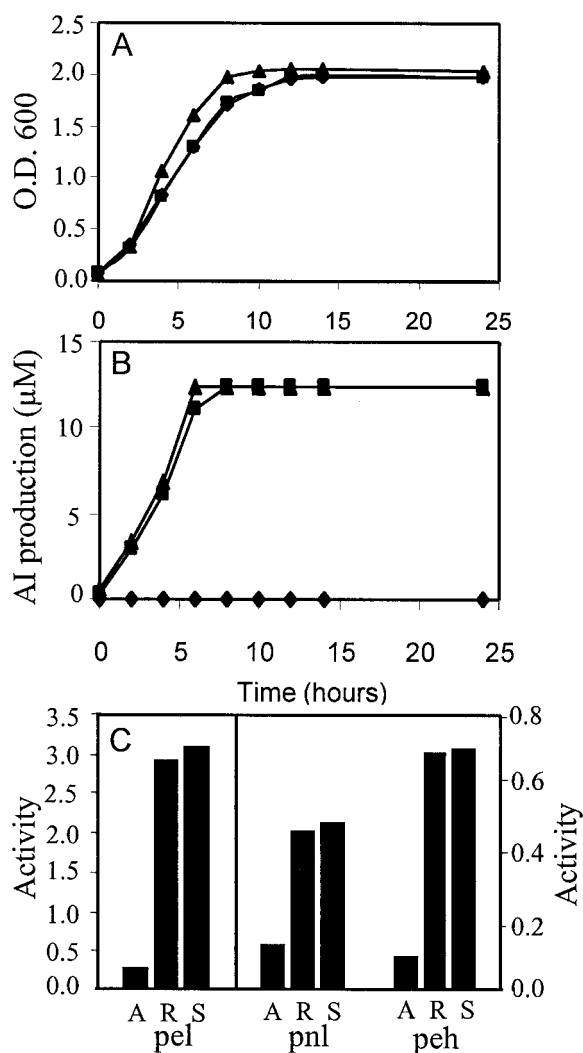 A
O.D. 600
2.5
2.0
1.5
1.0
0.5
0.0
0 5 10 15 20 25
B
AI production (µM)
15
10
5
0
0 5 10 15 20 25
Time (hours)
C
Activity
3.5
3.0
2.5
2.0
1.5
1.0
0.5
0.0
0.8
0.6
0.4
0.2
0.0
Activity
A R S A R S A R S
pel pnl peh